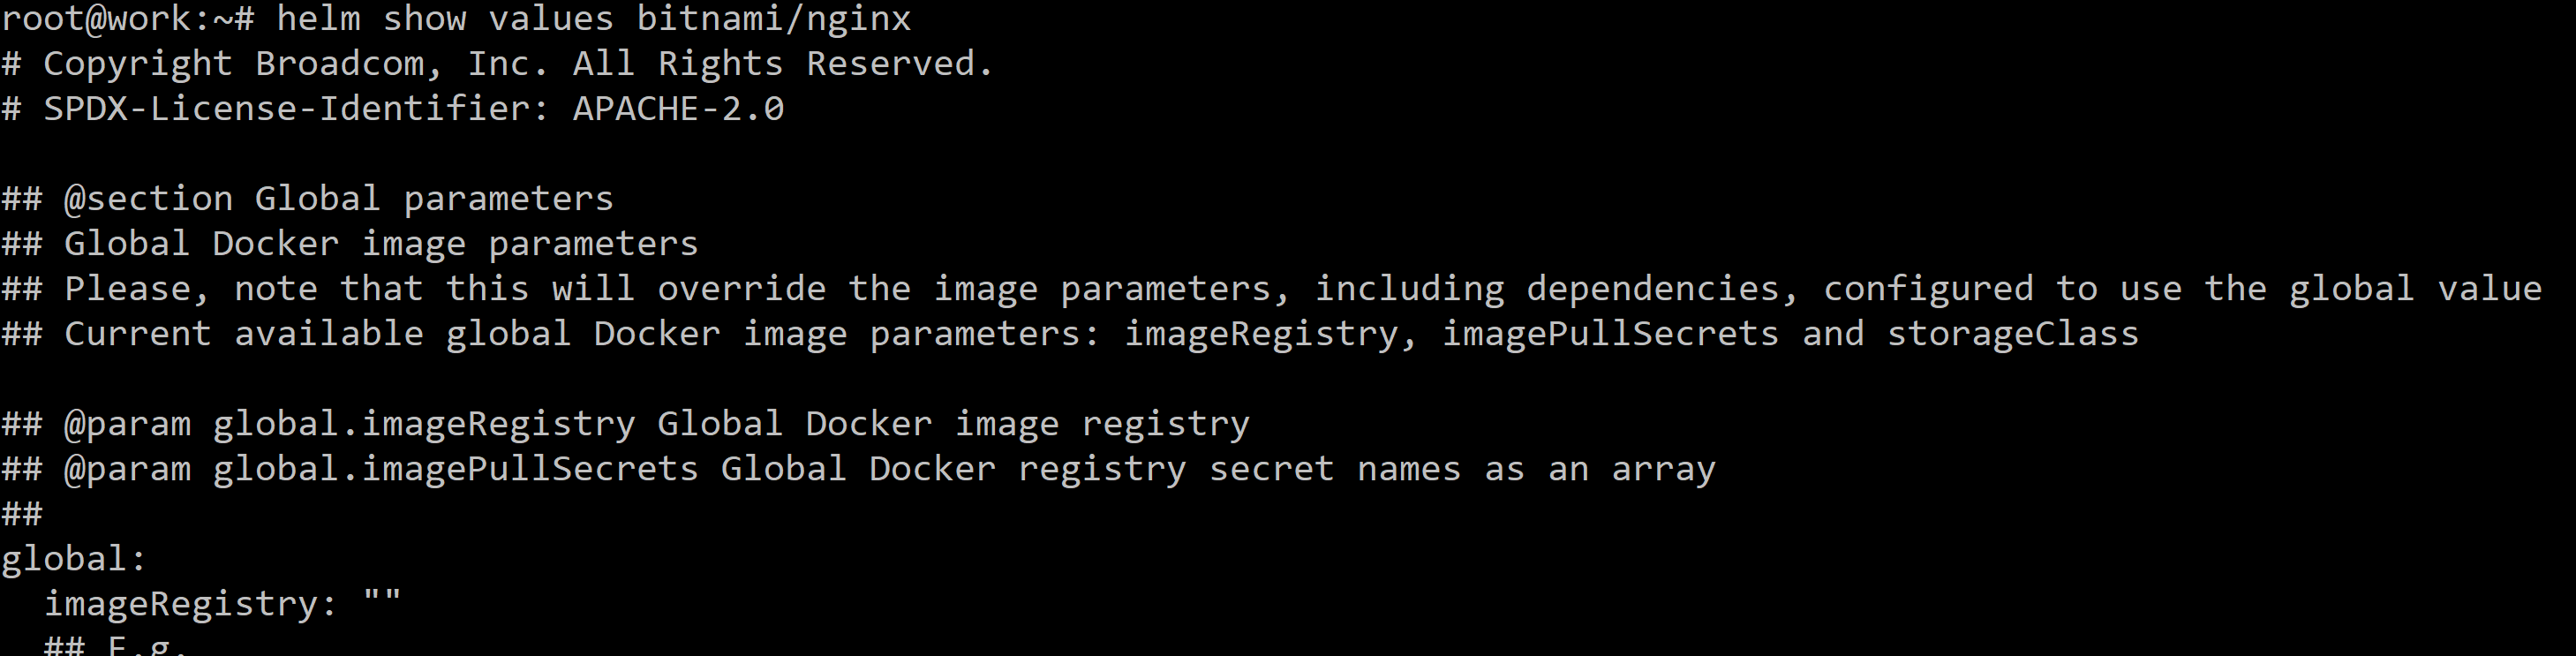 root@work:~# helm show values bitnami/nginx
# Copyright Broadcom, Inc. All Rights Reserved.
# SPDX-License-Identifier: APACHE-2.0
## @section Global parameters
## Global Docker image parameters
## Please, note that this will override the image parameters, including dependencies, configured to use the global value
## Current available global Docker image parameters: imageRegistry, imagePullSecrets and storageClass
## @param global.imageRegistry Global Docker image registry
## @param global.imagePullSecrets Global Docker registry secret names as an array
##
global:
  imageRegistry: ""
  ## E.g.